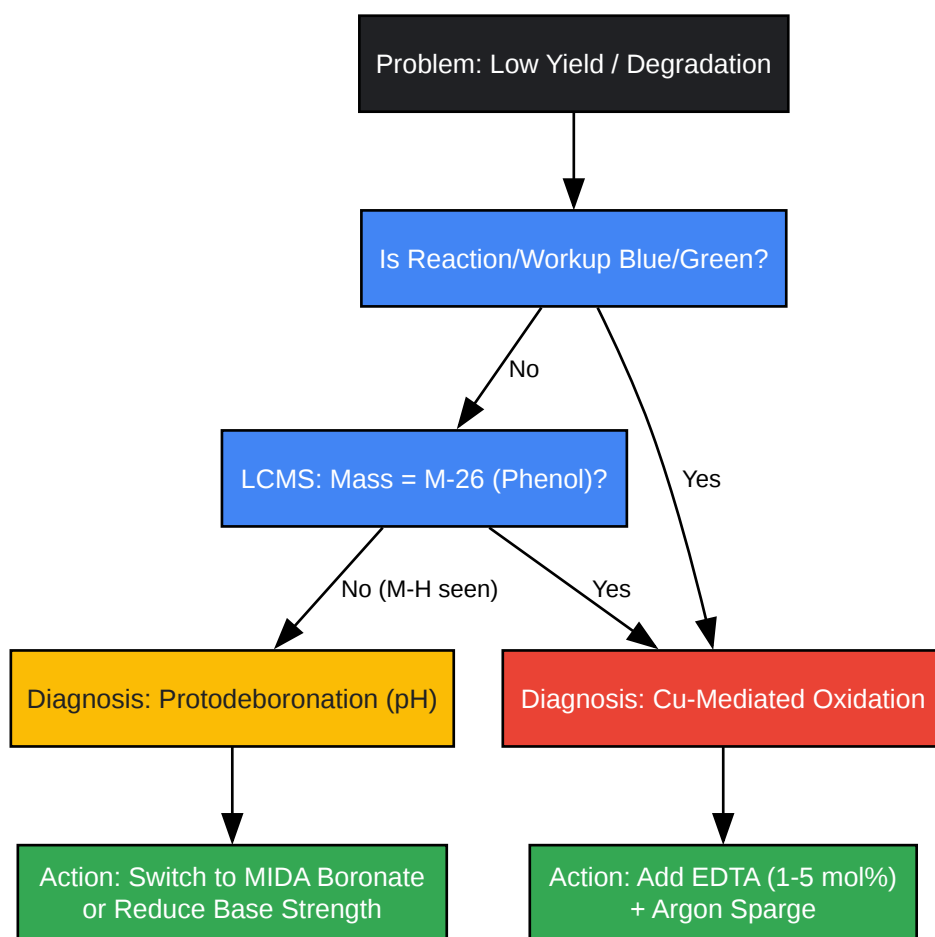 Problem: Low Yield / Degradation
Is Reaction/Workup Blue/Green?
No
LCMS: Mass = M-26 (Phenol)?
Yes
No (M-H seen)
Yes
Diagnosis: Protodeboronation (pH)
Diagnosis: Cu-Mediated Oxidation
Action: Switch to MIDA Boronate
or Reduce Base Strength
Action: Add EDTA (1-5 mol%)
+ Argon Sparge